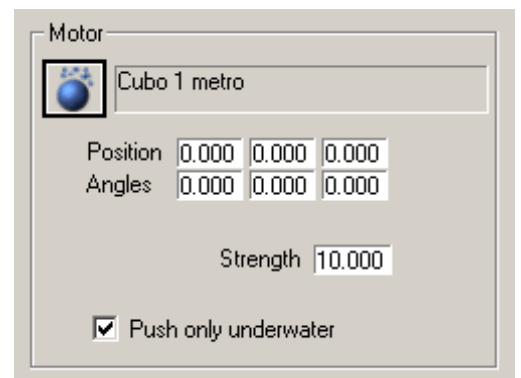 Motor
Cubo 1 metro
Position 0.000 0.000 0.000
Angles 0.000 0.000 0.000
Strength 10.000
Push only underwater